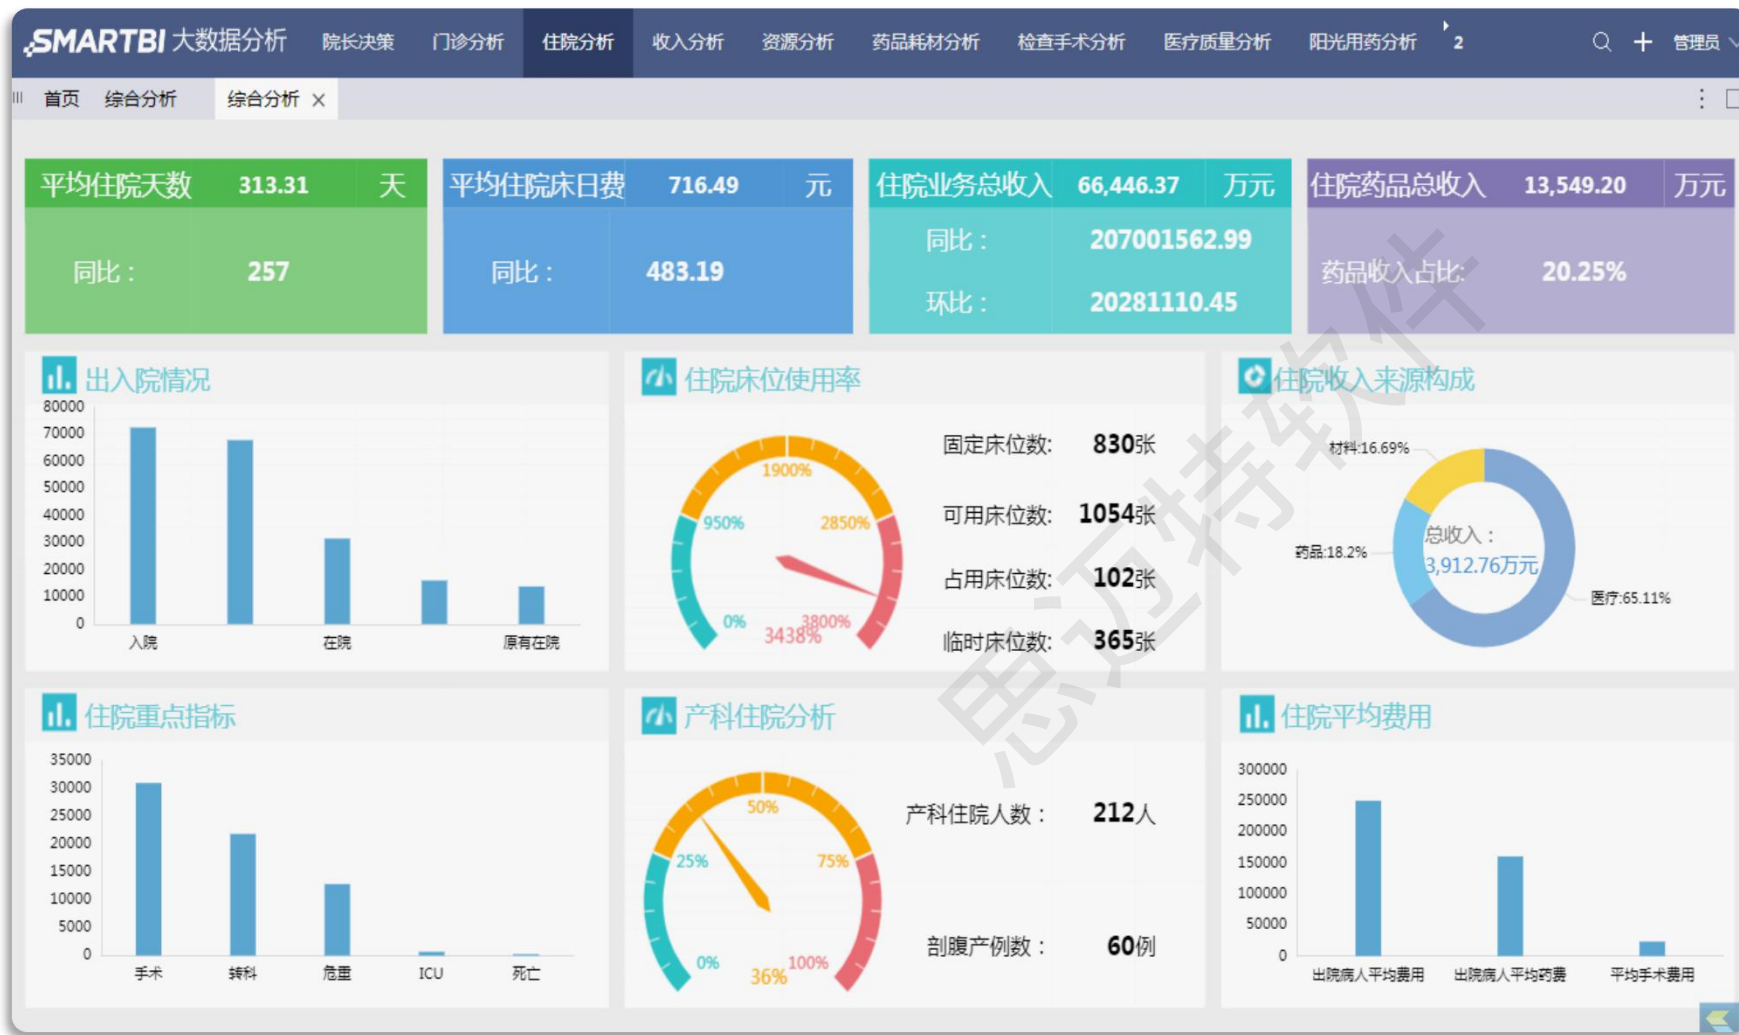 SMARTBI 大数据分析 院长决策 门诊分析 住院分析 收入分析 资源分析 药品耗材分析 检查手术分析 医疗质量分析 阳光用药分析 2 管理员
首页 综合分析 综合分析
平均住院天数 313.31 天
同比： 257
平均住院床日费 716.49 元
同比： 483.19
住院业务总收入 66,446.37 万元
同比： 207001562.99
环比： 20281110.45
住院药品总收入 13,549.20 万元
药品收入占比: 20.25%
出入院情况
80000
70000
60000
50000
40000
30000
20000
10000
0
入院 在院 原有在院
住院床位使用率
1900%
950% 2850%
0% 3800%
3438%
固定床位数: 830张
可用床位数: 1054张
占用床位数: 102张
临时床位数: 365张
住院收入来源构成
材料:16.69%
药品:18.2%
总收入：
3,912.76万元
医疗:65.11%
住院重点指标
35000
30000
25000
20000
15000
10000
5000
0
手术 转科 危重 ICU 死亡
产科住院分析
50%
25% 75%
0% 100%
36%
产科住院人数： 212人
剖腹产例数： 60例
住院平均费用
300000
250000
200000
150000
100000
50000
0
出院病人平均费用 出院病人平均药费 平均手术费用
思迈特软件